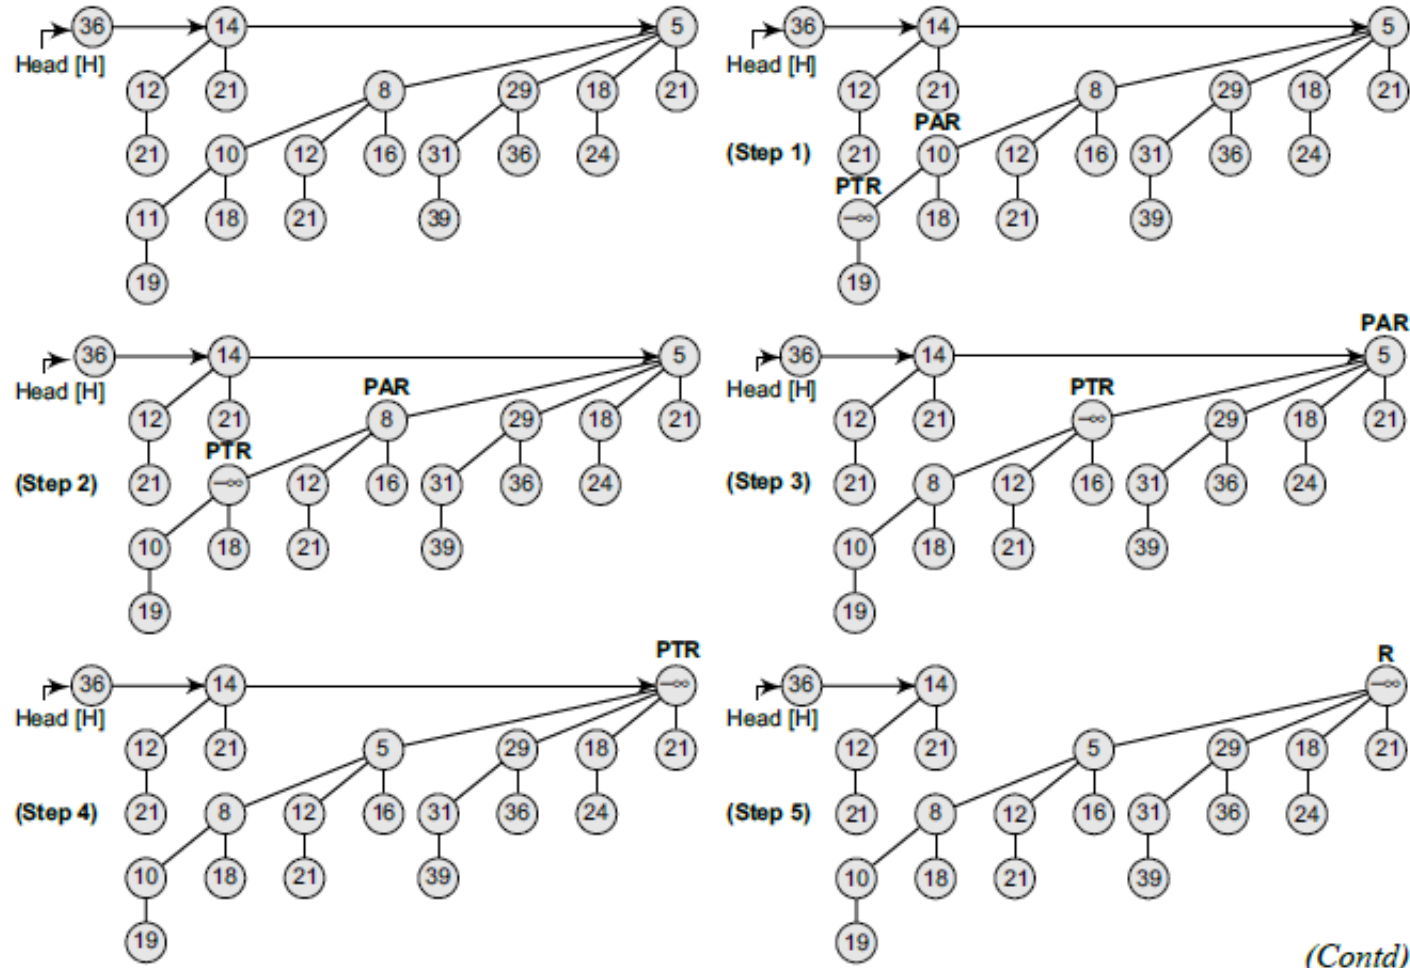 36 14 5
Head [H]
12 21 8 29 18 21
21 10 12 16 31 36 24
11 18 21 39
19
36 14 5
Head [H]
12 21 8 29 18 21
PAR
(Step 1) 21 10 12 16 31 36 24
PTR
−∞ 18 21 39
19
PAR
36 14 5
Head [H]
PAR
12 21 8 29 18 21
PTR
(Step 2) 21 −∞ 12 16 31 36 24
10 18 21 39
19
36 14 5
Head [H]
PTR
12 21 −∞ 29 18 21
(Step 3) 21 8 12 16 31 36 24
10 18 21 39
19
PTR
36 14 −∞
Head [H]
12 21 5 29 18 21
(Step 4) 21 8 12 16 31 36 24
10 18 21 39
19
R
36 14 −∞
Head [H]
12 21 5 29 18 21
(Step 5) 21 8 12 16 31 36 24
10 18 21 39
19
(Contd)